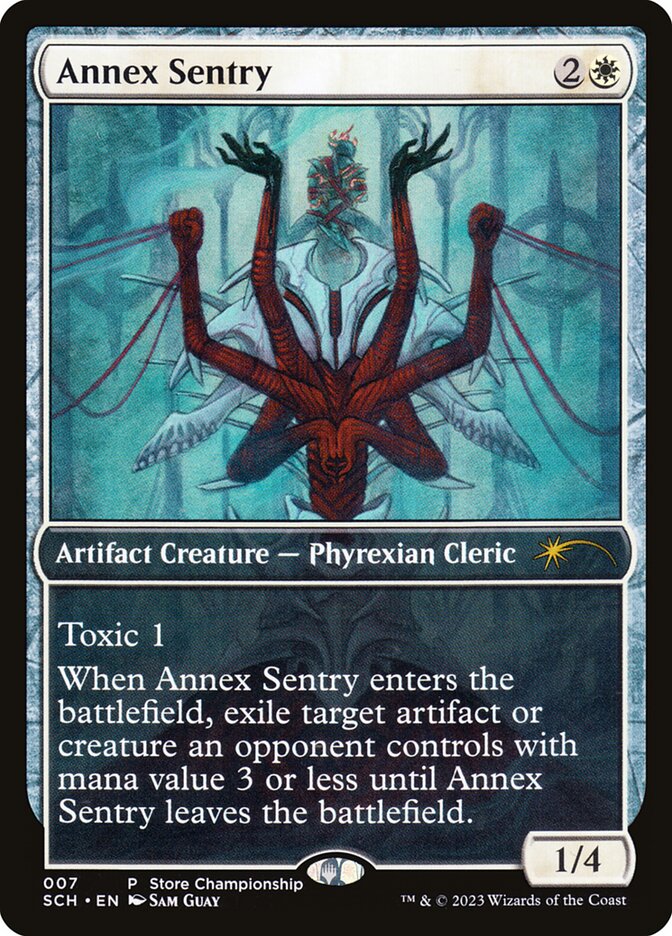 Annex Sentry 2
Artifact Creature — Phyrexian Cleric
Toxic 1
When Annex Sentry enters the
battlefield, exile target artifact or
creature an opponent controls with
mana value 3 or less until Annex
Sentry leaves the battlefield.
1/4
007 P Store Championship
SCH • EN Sam Guay ™ & © 2023 Wizards of the Coast